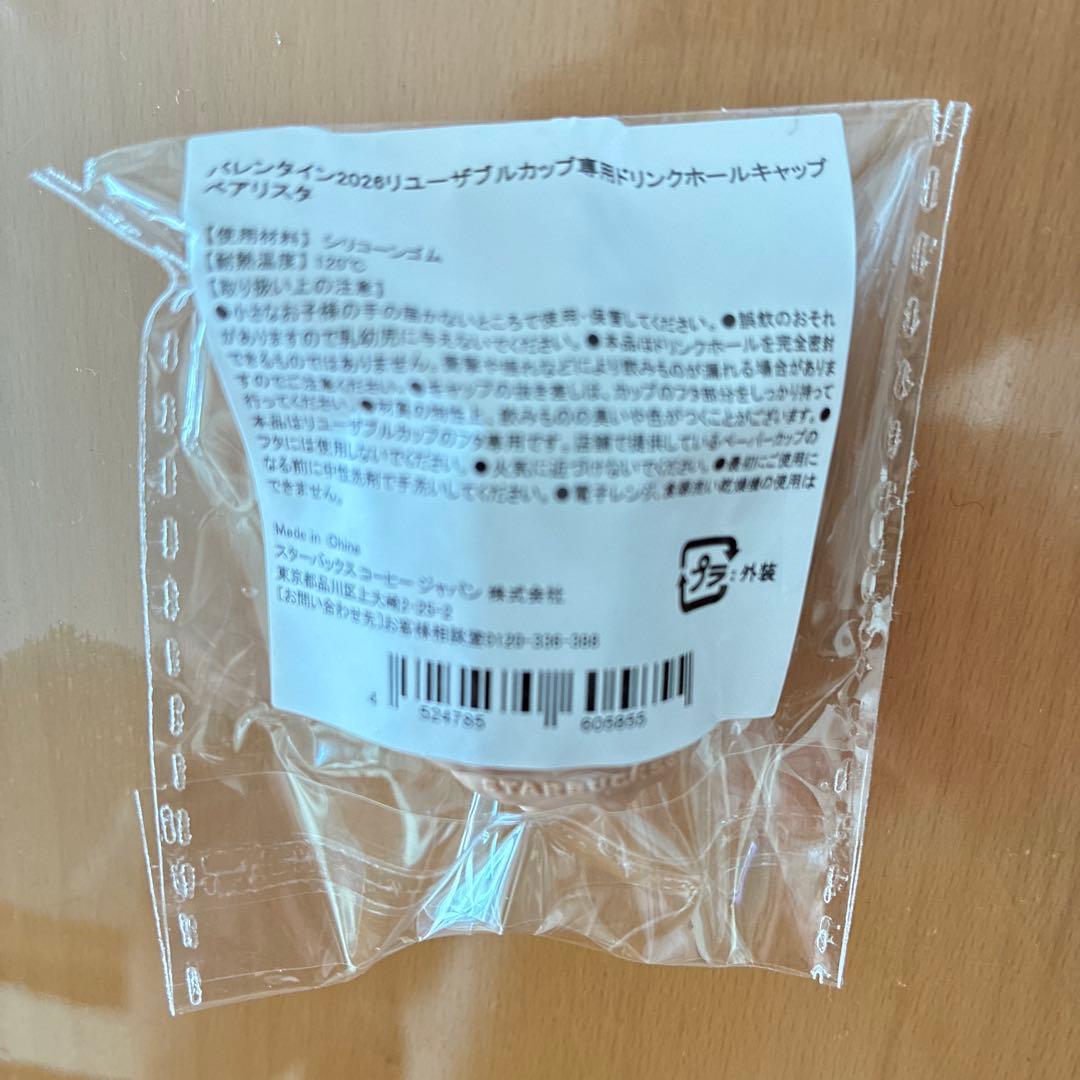 バレンタイン2026リユーザブルカップ専用ドリンクホールキャップ
ベアリスタ
【使用材料】 シリコーンゴム
【耐熱温度】 120℃
【取り扱い上の注意】
●小さなお子様の手の届かないところで使用・保管してください。●誤飲のおそれ
がありますので乳幼児に与えないでください。●本品はドリンクホールを完全密封
できるものではありません。衝撃や揺れなどにより飲みものが漏れる場合がありま
すのでご注意ください。●キャップの抜き差しは、カップのフタ部分をしっかり持って
行ってください。●材質の特性上、飲みものの臭いや色がつくことがございます。●
本品はリユーザブルカップのフタ専用です。店舗で提供しているペーパーカップの
フタには使用しないでください。●火気に近づけないでください。●最初にご使用に
なる前に中性洗剤で手洗いしてください。●電子レンジ、食器洗い乾燥機の使用は
できません。
Made in China
スターバックス コーヒー ジャパン 株式会社
東京都品川区上大崎2-25-2
[お問い合わせ先]お客様相談室0120-336-388
プラ:外装
4 524785 605855
STARBUCKS